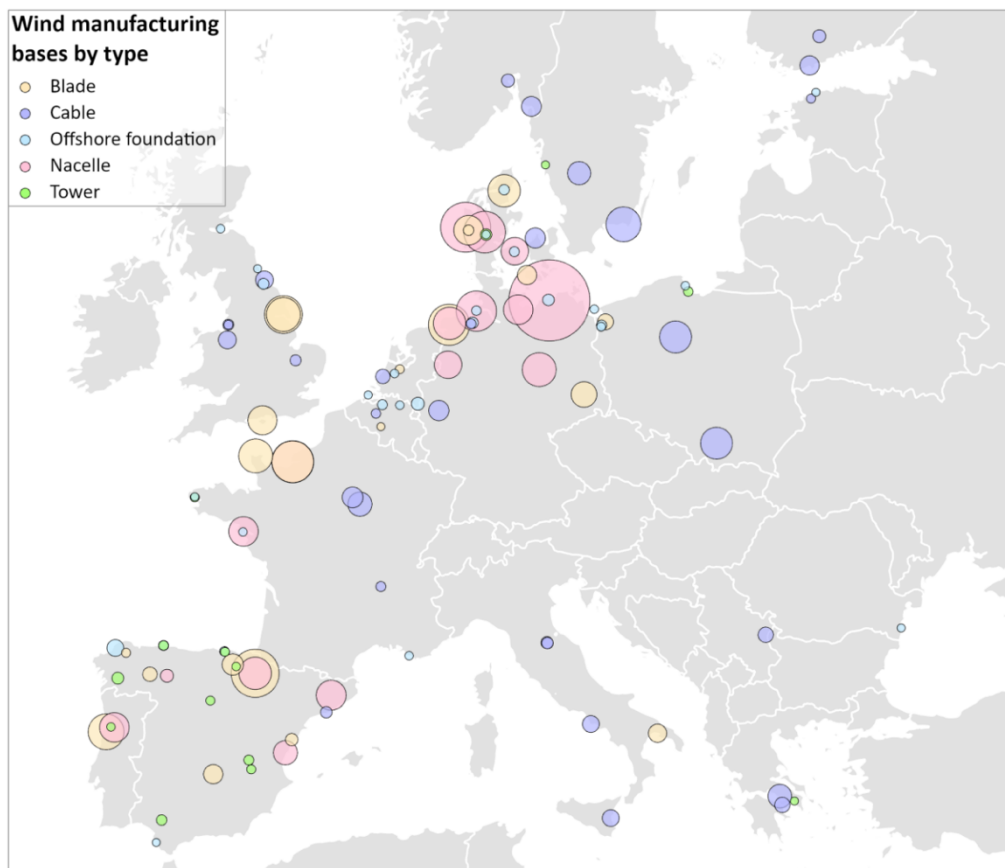 Wind manufacturing
bases by type
Blade
Cable
Offshore foundation
Nacelle
Tower